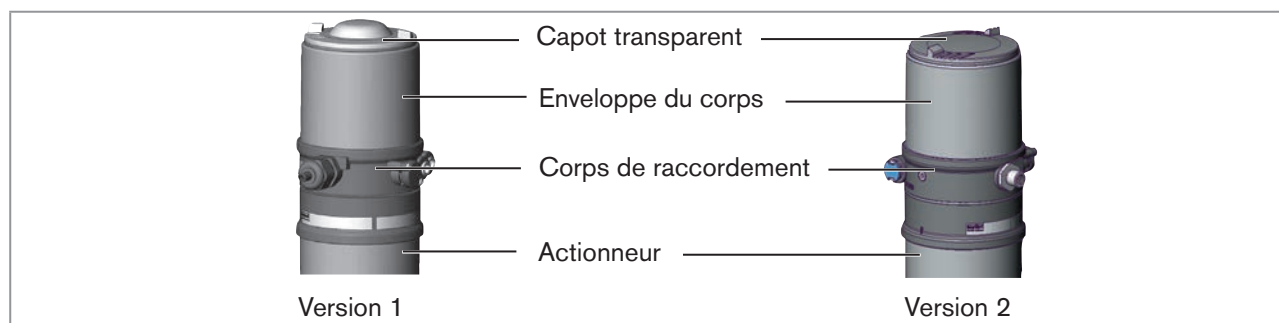 Capot transparent
Enveloppe du corps
Corps de raccordement
Actionneur
Version 1
Version 2